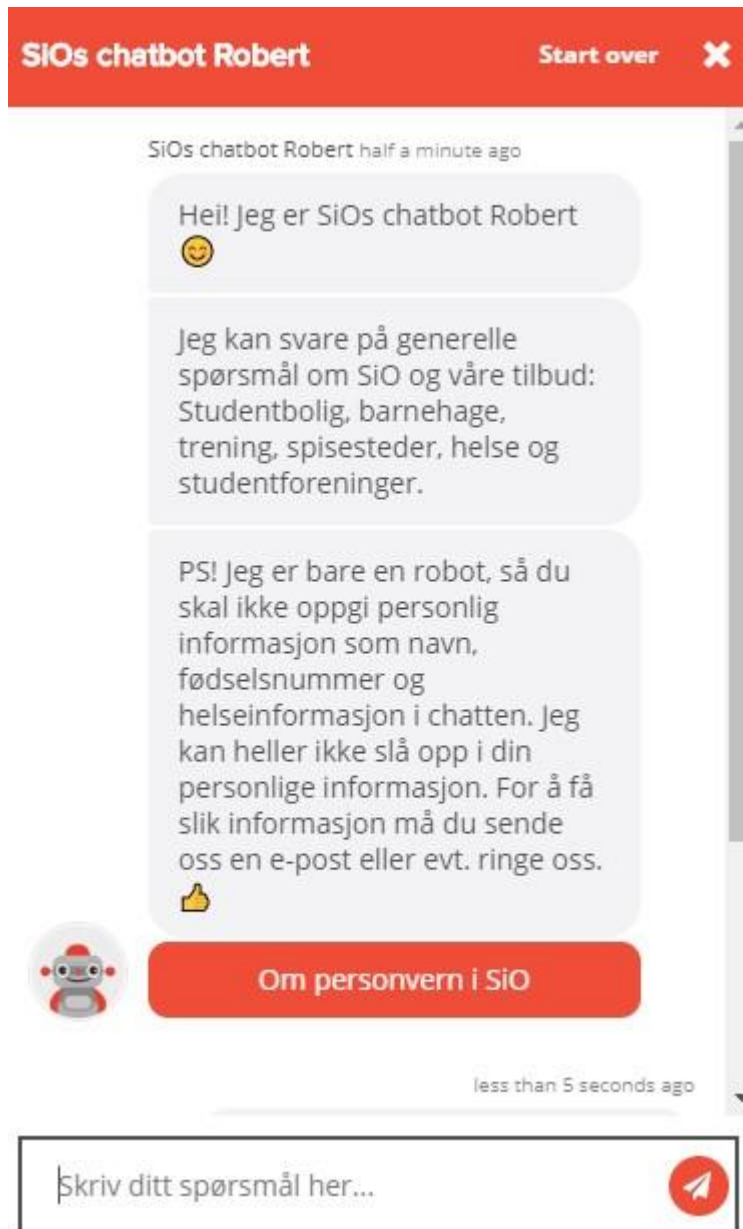 SiOs chatbot Robert Start over
SiOs chatbot Robert half a minute ago
Hei! Jeg er SiOs chatbot Robert
Jeg kan svare på generelle
spørsmål om SiO og våre tilbud:
Studentbolig, barnehage,
trening, spisesteder, helse og
studentforeninger.
PS! Jeg er bare en robot, så du
skal ikke oppgi personlig
informasjon som navn,
fødselsnummer og
helseinformasjon i chatten. Jeg
kan heller ikke slå opp i din
personlige informasjon. For å få
slik informasjon må du sende
oss en e-post eller evt. ringe oss.
Om personvern i SiO
less than 5 seconds ago
Skriv ditt spørsmål her...